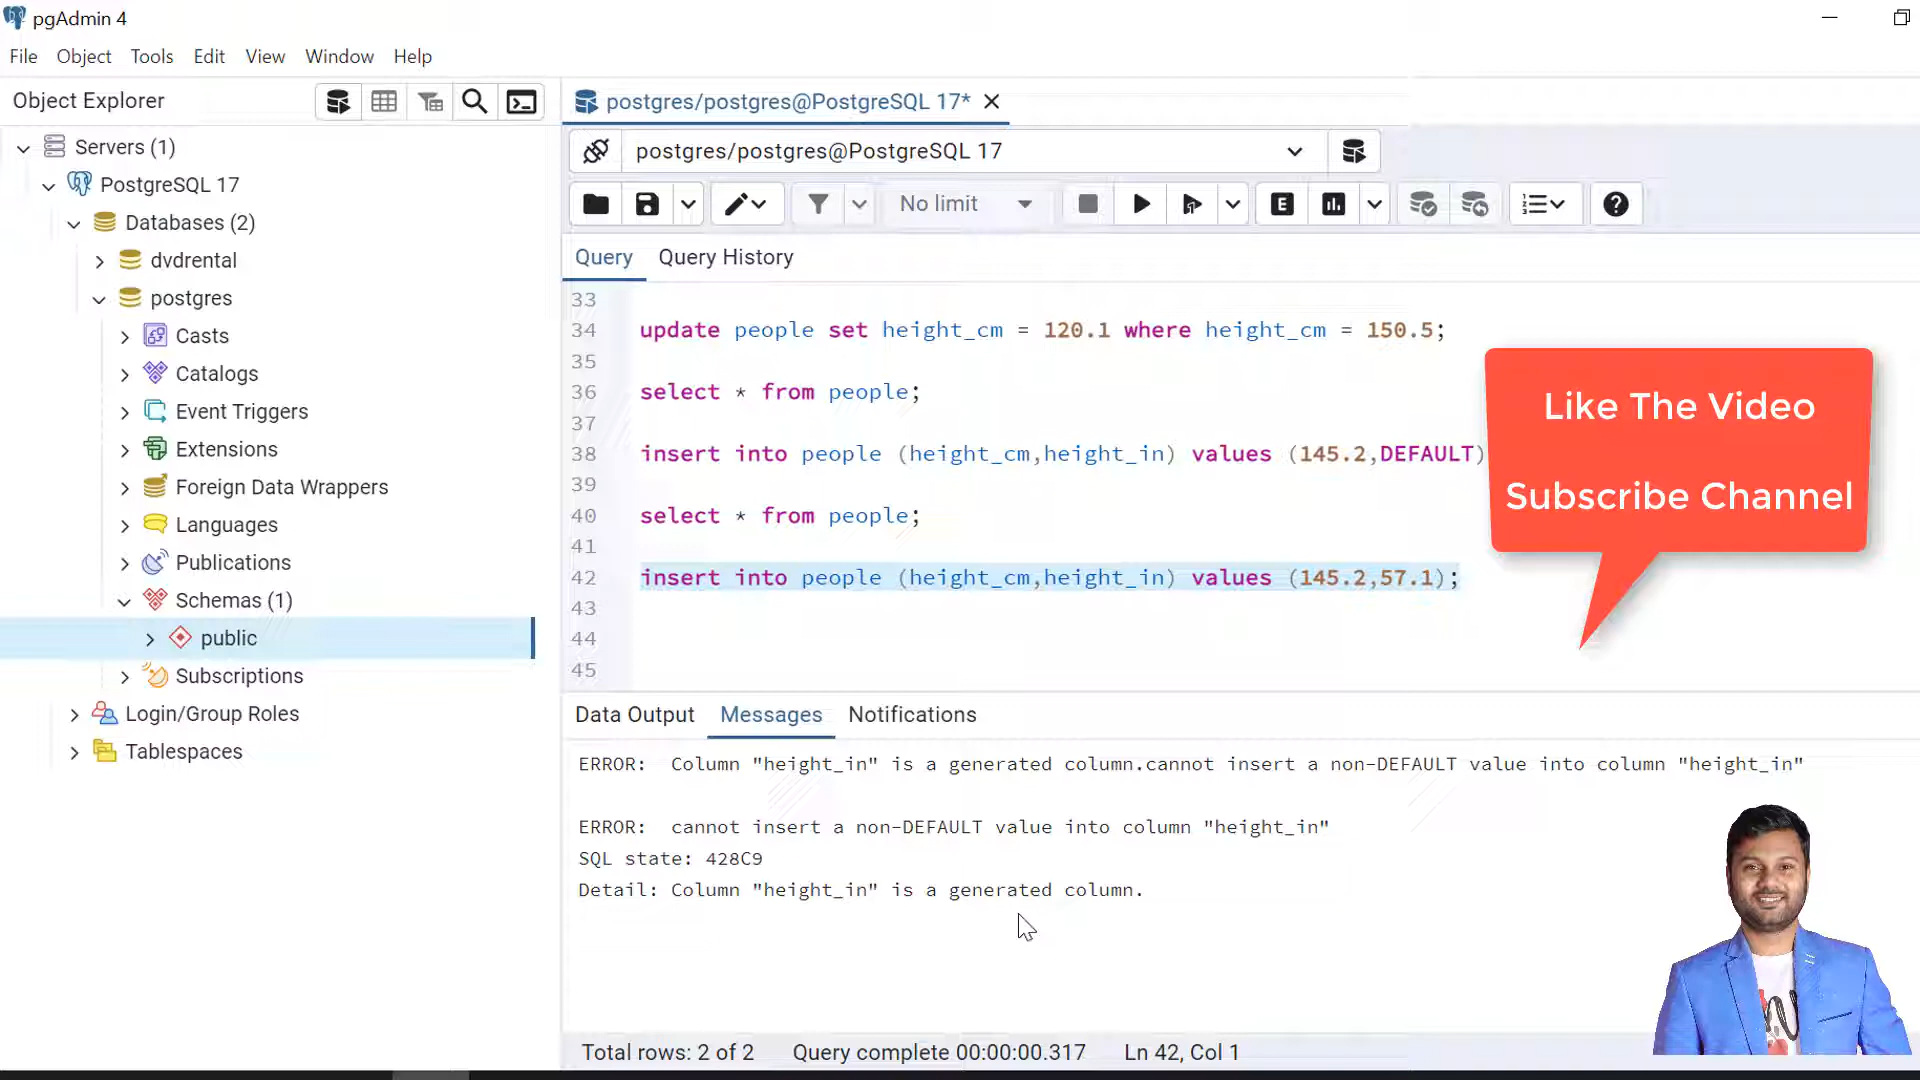 pgAdmin 4
File Object Tools Edit View Window Help
Object Explorer
Servers (1)
PostgreSQL 17
Databases (2)
dvdrental
postgres
Casts
Catalogs
Event Triggers
Extensions
Foreign Data Wrappers
Languages
Publications
Schemas (1)
public
Subscriptions
Login/Group Roles
Tablespaces
postgres/postgres@PostgreSQL 17*
postgres/postgres@PostgreSQL 17
No limit
E
Query Query History
33
34 update people set height_cm = 120.1 where height_cm = 150.5;
35
36 select * from people;
37
38 insert into people (height_cm,height_in) values (145.2,DEFAULT)
39
40 select * from people;
41
42 insert into people (height_cm,height_in) values (145.2,57.1);
43
44
45
Like The Video
Subscribe Channel
Data Output Messages Notifications
ERROR: Column "height_in" is a generated column.cannot insert a non-DEFAULT value into column "height_in"
ERROR: cannot insert a non-DEFAULT value into column "height_in"
SQL state: 428C9
Detail: Column "height_in" is a generated column.
Total rows: 2 of 2 Query complete 00:00:00.317 Ln 42, Col 1